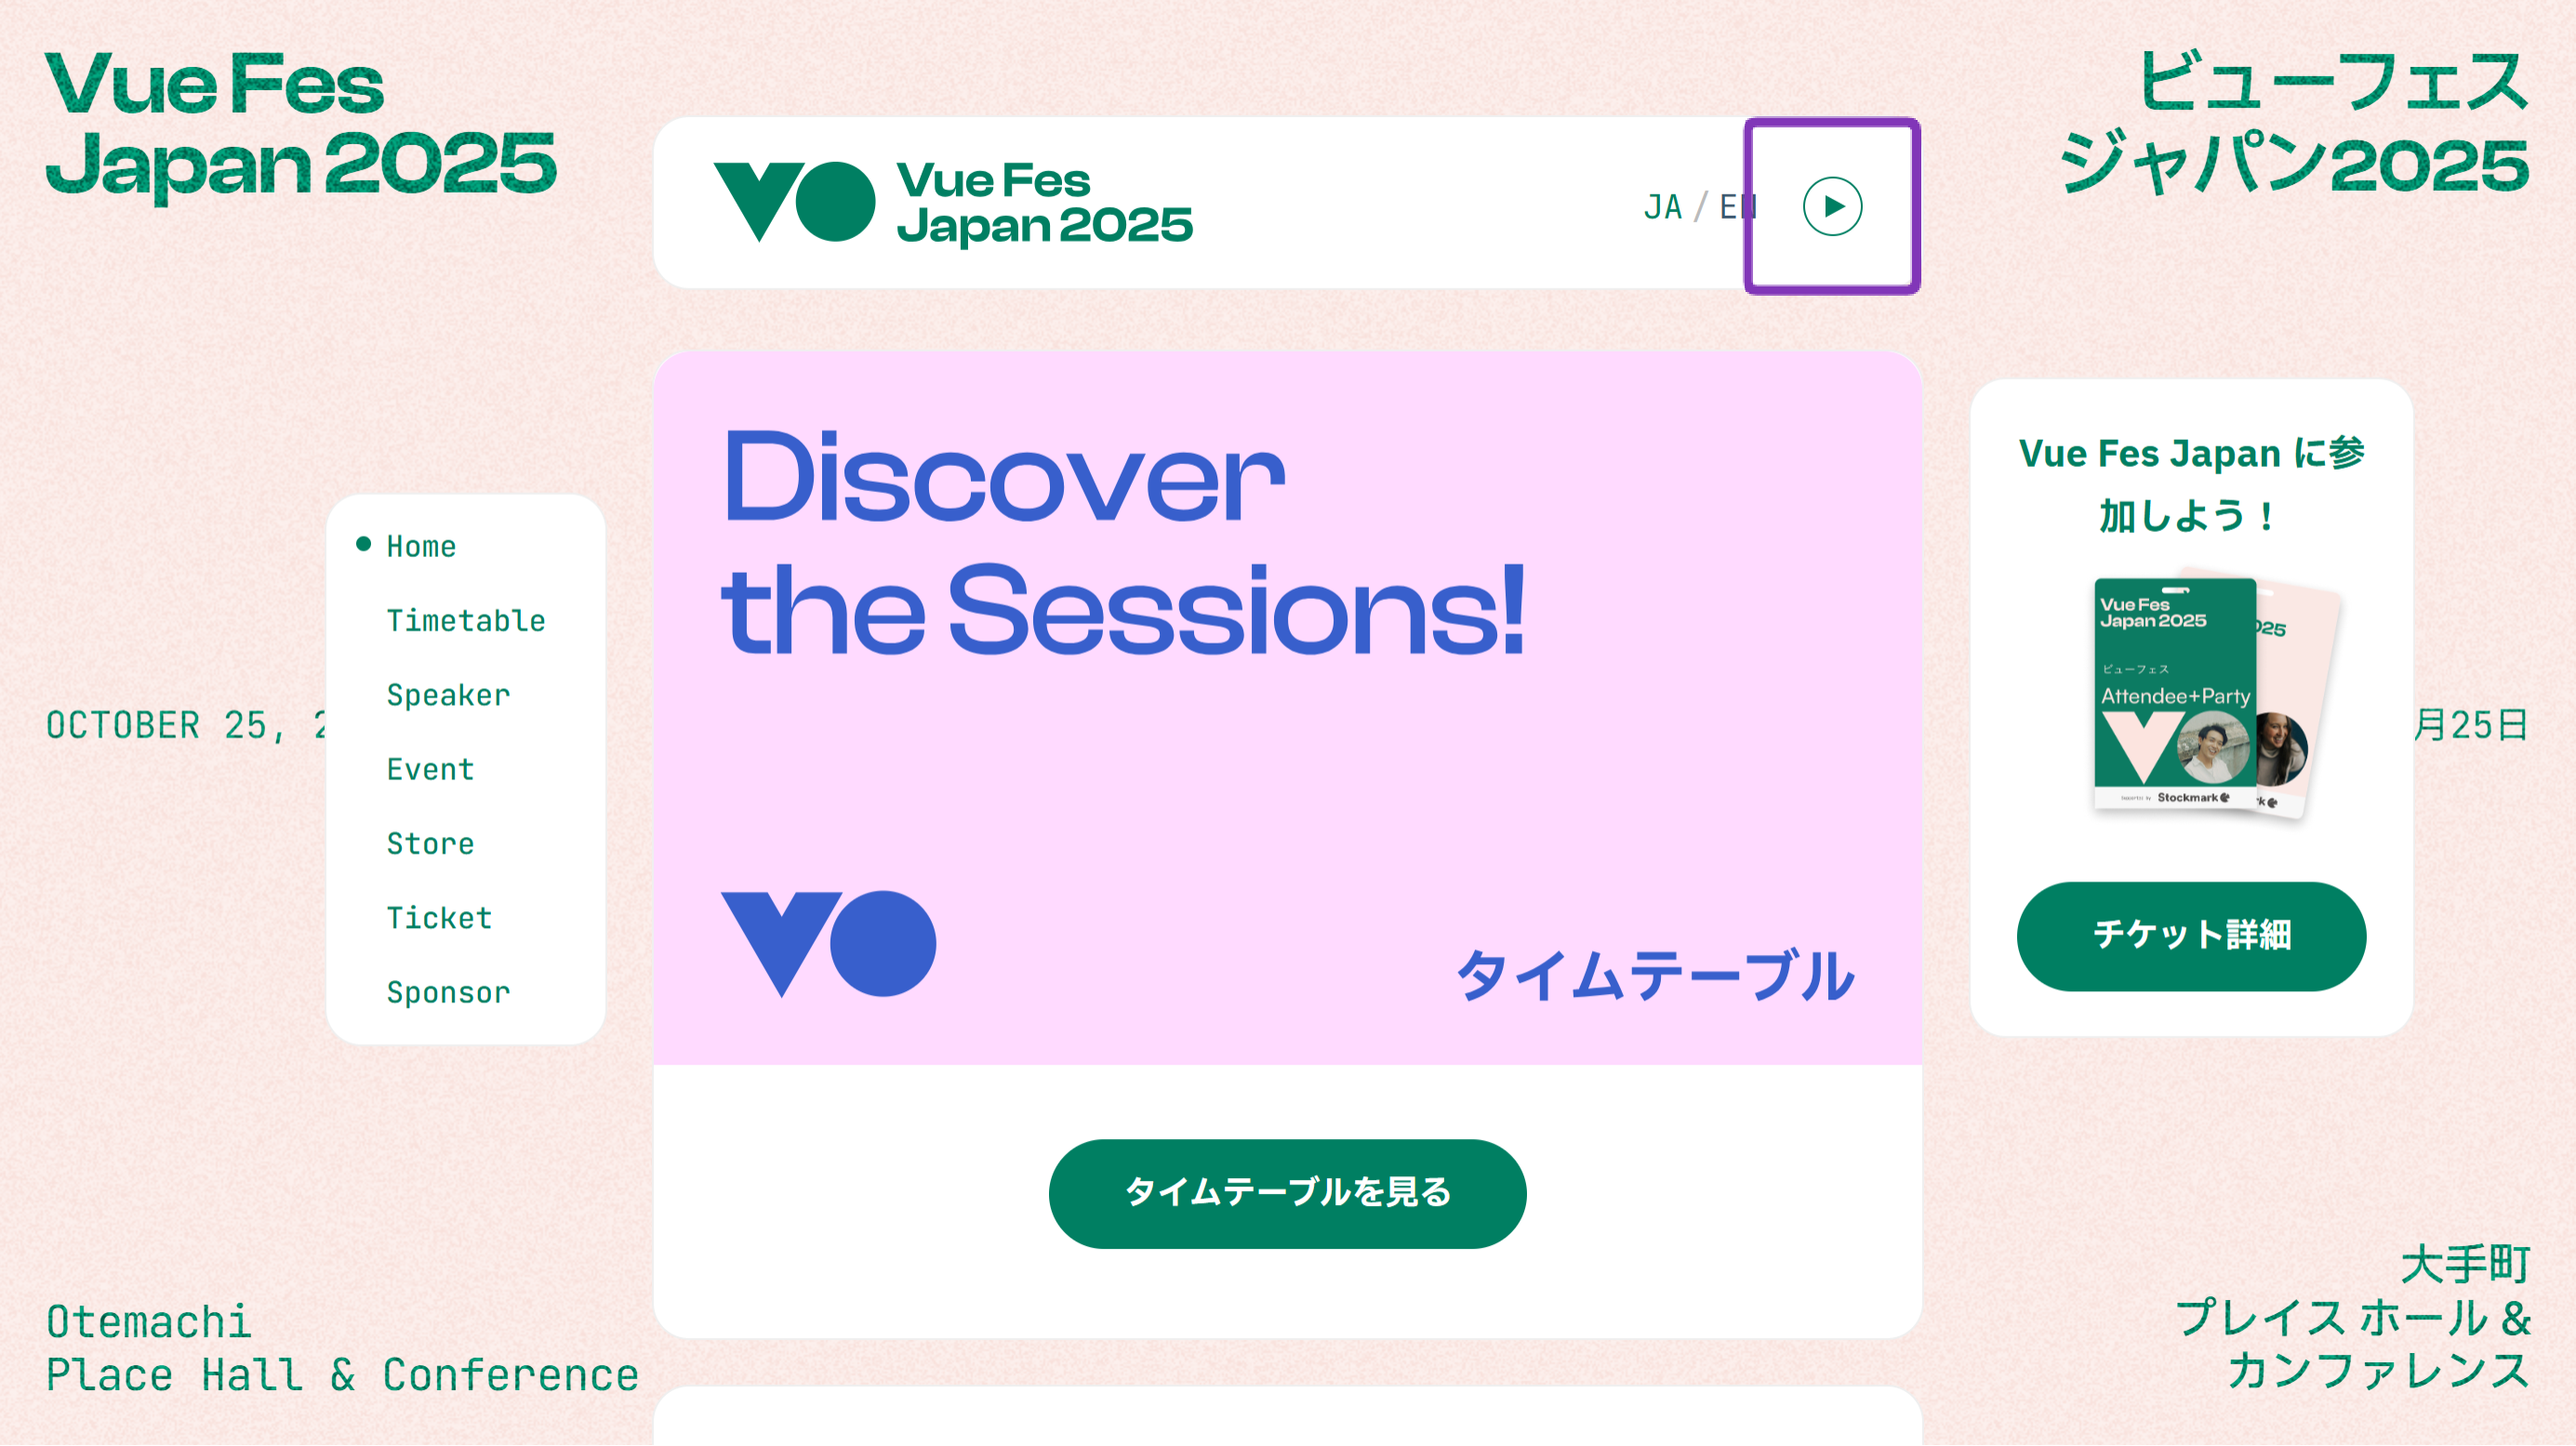 Vue Fes
Japan 2025
ビューフェス
ジャパン2025
Vue Fes
Japan 2025
JA / EN
Discover
the Sessions!
タイムテーブル
タイムテーブルを見る
Home
Timetable
Speaker
Event
Store
Ticket
Sponsor
OCTOBER 25, 2
月25日
Vue Fes Japan に参
加しよう！
Vue Fes
Japan 2025
ビューフェス
Attendee+Party
Supported by Stockmark
025
チケット詳細
Otemachi
Place Hall & Conference
大手町
プレイス ホール &
カンファレンス